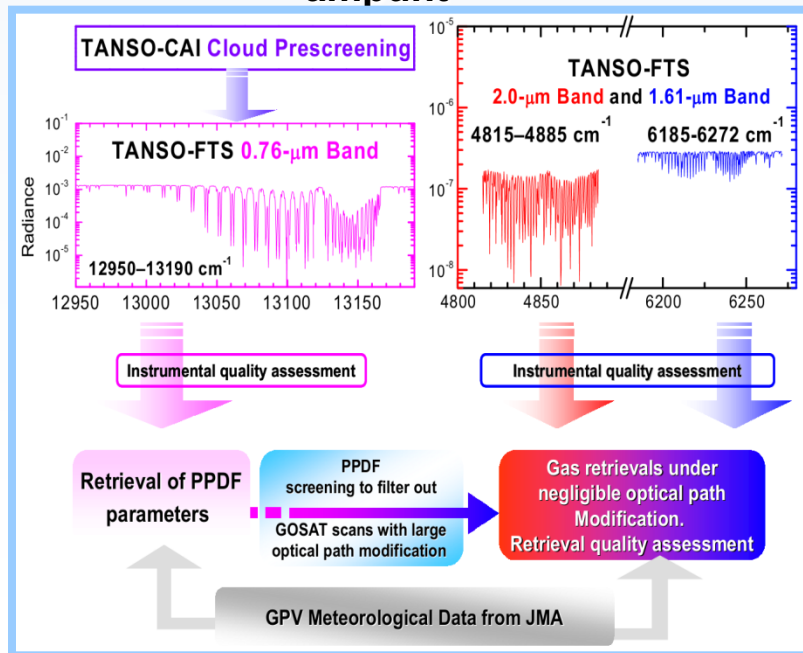 TANSO-CAI Cloud Prescreening
TANSO-FTS 0.76-μm Band
Radiance
10^-1
10^-2
10^-3
10^-4
10^-5
12950–13190 cm^-1
12950 13000 13050 13100 13150
TANSO-FTS
2.0-μm Band and 1.61-μm Band
4815–4885 cm^-1
6185-6272 cm^-1
10^-5
10^-6
10^-7
10^-8
4800 4850 6200 6250
Instrumental quality assessment
Instrumental quality assessment
Retrieval of PPDF
parameters
PPDF
screening to filter out
GOSAT scans with large
optical path modification
Gas retrievals under
negligible optical path
Modification.
Retrieval quality assessment
GPV Meteorological Data from JMA